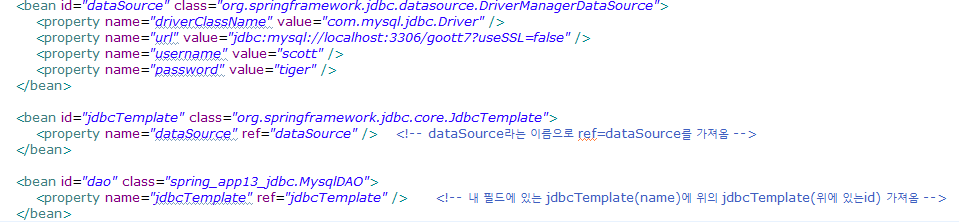 <bean id="dataSource" class="org.springframework.jdbc.datasource.DriverManagerDataSource">
<property name="driverClassName" value="com.mysql.jdbc.Driver" />
<property name="url" value="jdbc:mysql://localhost:3306/goott7?useSSL=false" />
<property name="username" value="scott" />
<property name="password" value="tiger" />
</bean>
<bean id="jdbcTemplate" class="org.springframework.jdbc.core.JdbcTemplate">
<property name="dataSource" ref="dataSource" /> <!-- dataSource라는 이름으로 ref=dataSource를 가져옴 -->
</bean>
<bean id="dao" class="spring_app13_jdbc.MysqlDAO">
<property name="jdbcTemplate" ref="jdbcTemplate" /> <!-- 내 필드에 있는 jdbcTemplate(name)에 위의 jdbcTemplate(위에 있는id) 가져옴 -->
</bean>